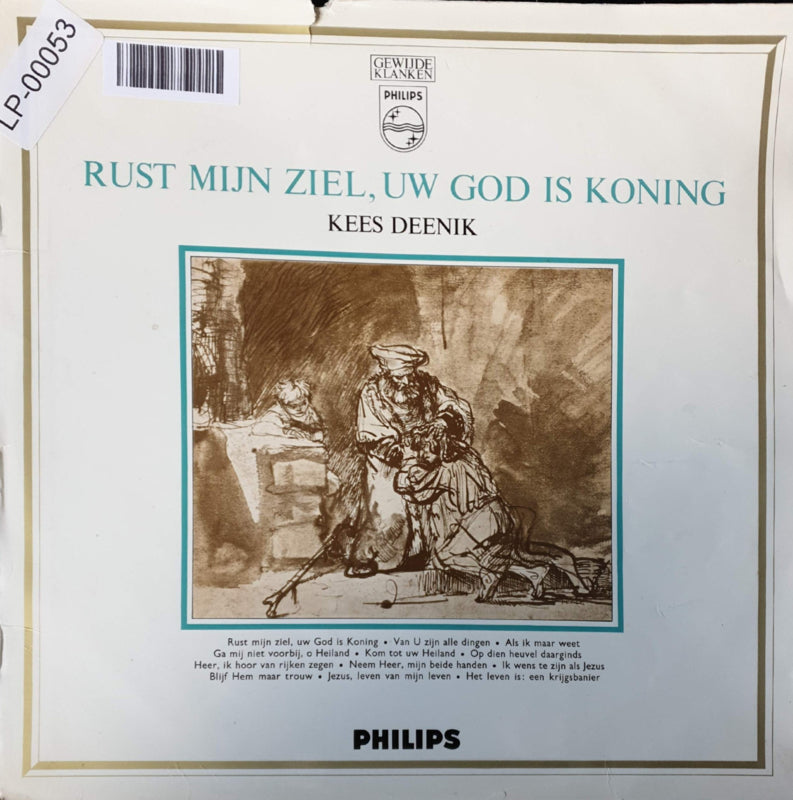 LP-00053
GEWIJDE
KLANKEN
PHILIPS
RUST MIJN ZIEL, UW GOD IS KONING
KEES DEENIK
Rust mijn ziel, uw God is Koning • Van U zijn alle dingen • Als ik maar weet
Ga mij niet voorbij, o Heiland • Kom tot uw Heiland • Op dien heuvel daarginds
Heer, ik hoor van rijken zegen • Neem Heer, mijn beide handen • Ik wens te zijn als Jezus
Blijf Hem maar trouw • Jezus, leven van mijn leven • Het leven is: een krijgsbanier
PHILIPS